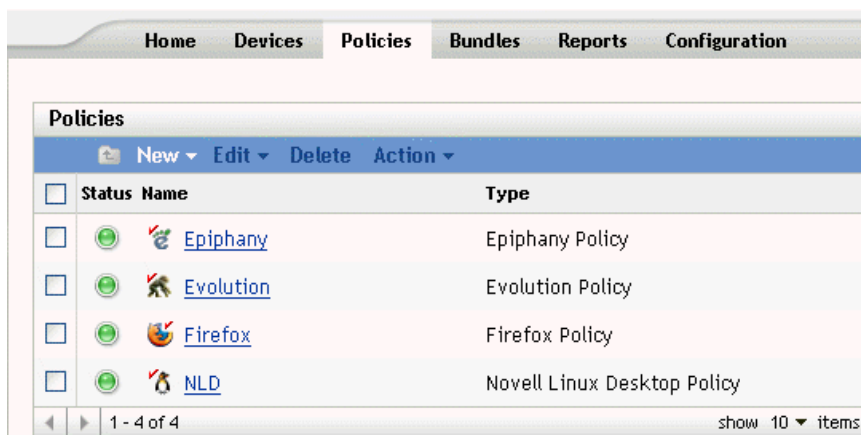 Home Devices Policies Bundles Reports Configuration
Policies
New Edit Delete Action
Status Name Type
Epiphany Epiphany Policy
Evolution Evolution Policy
Firefox Firefox Policy
NLD Novell Linux Desktop Policy
1 - 4 of 4 show 10 items